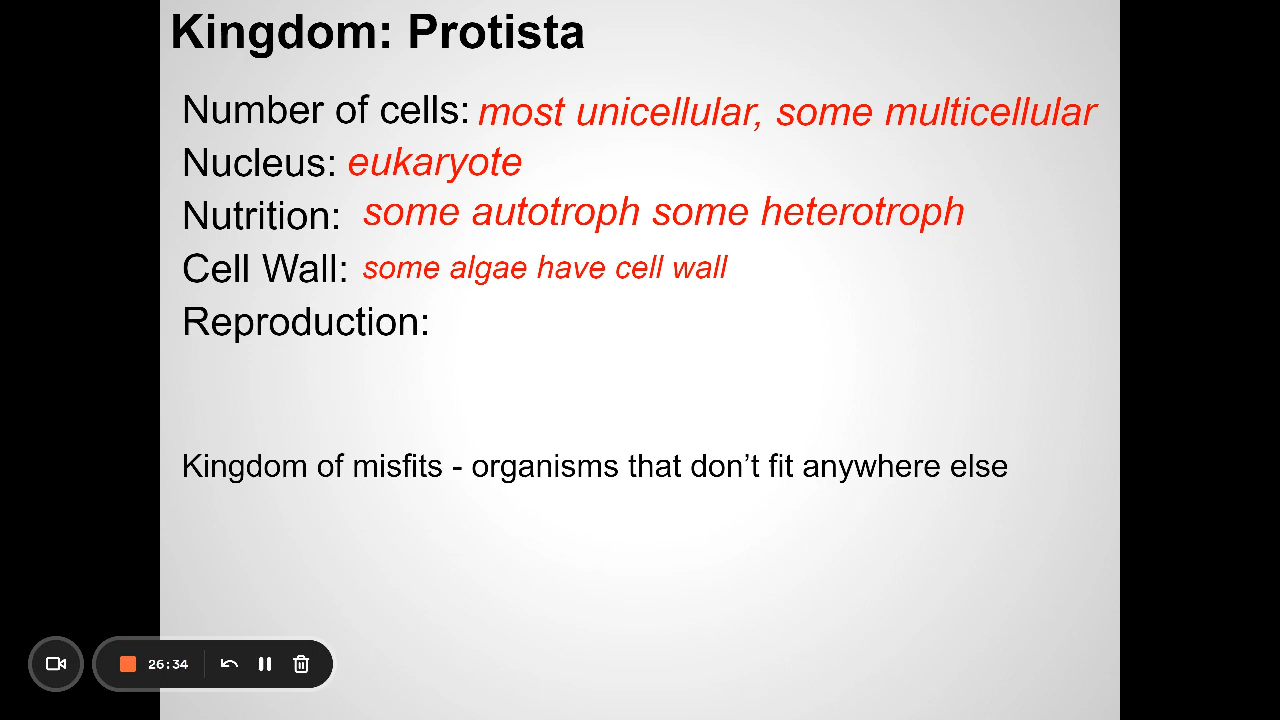 Kingdom: Protista
Number of cells: most unicellular, some multicellular
Nucleus: eukaryote
Nutrition: some autotroph some heterotroph
Cell Wall: some algae have cell wall
Reproduction:
Kingdom of misfits - organisms that don’t fit anywhere else
26:34